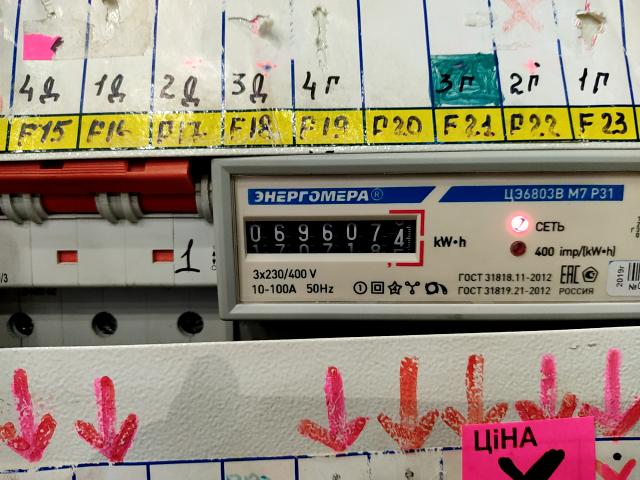 4Д 1Д 2Д 3Д 4Г 3Г 2Г 1Г
F15 F16 F17 F18 F19 F20 F21 F22 F23
ЭНЕРГОМЕРА® ЦЭ6803В М7 Р31
0696074 kW•h
СЕТЬ
400 imp/[kW•h]
3x230/400 V
10-100A 50Hz
ГОСТ 31818.11-2012
ГОСТ 31819.21-2012
ЕАС
РОССИЯ
2019г
1
ЦІНА